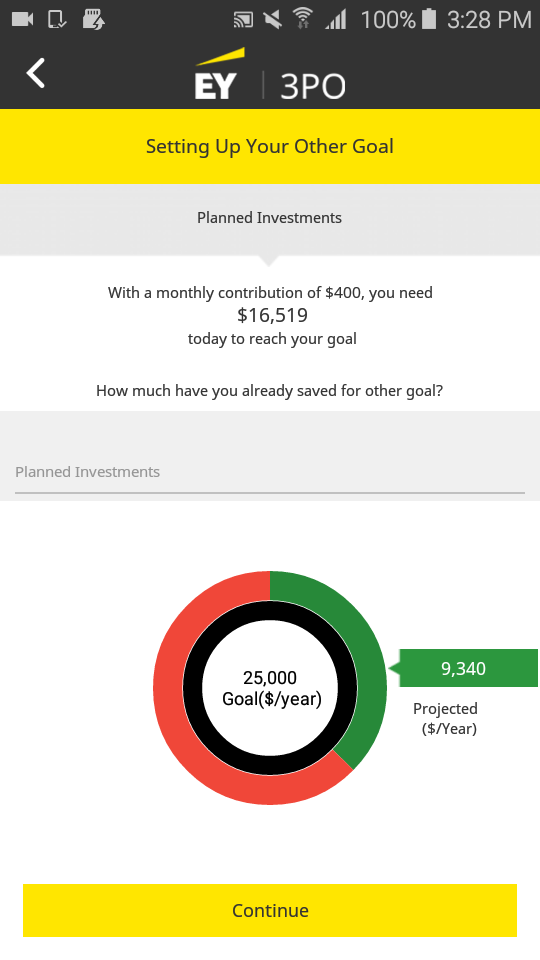 100% 3:28 PM
EY | 3PO
Setting Up Your Other Goal
Planned Investments
With a monthly contribution of $400, you need
$16,519
today to reach your goal
How much have you already saved for other goal?
Planned Investments
25,000
Goal($/year)
9,340
Projected
($/Year)
Continue